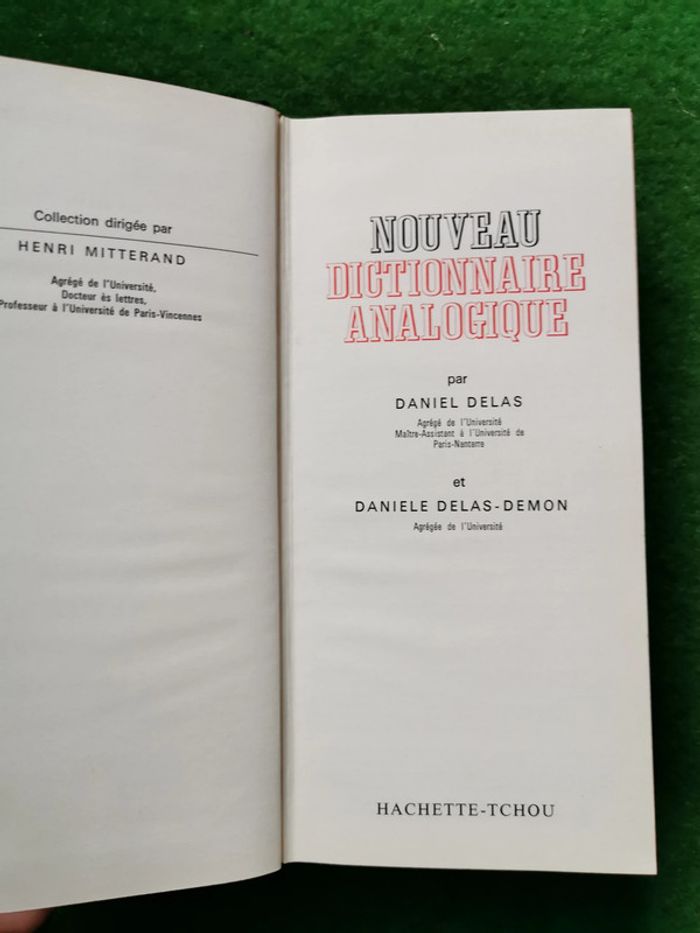 Collection dirigée par
HENRI MITTERAND
Agrégé de l'Université,
Docteur ès lettres,
Professeur à l'Université de Paris-Vincennes
NOUVEAU
DICTIONNAIRE
ANALOGIQUE
par
DANIEL DELAS
Agrégé de l'Université
Maître-Assistant à l'Université de
Paris-Nanterre
et
DANIELE DELAS-DEMON
Agrégée de l'Université
HACHETTE-TCHOU